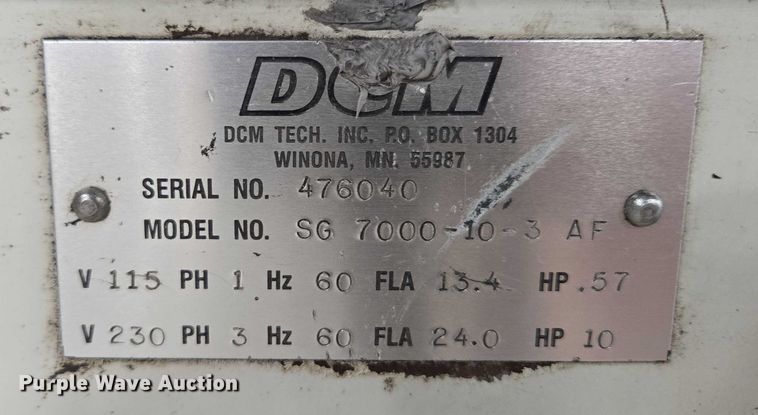 DCM
DCM TECH. INC. P.O. BOX 1304
WINONA, MN. 55987
SERIAL NO. 476040
MODEL NO. SG 7000-10-3 AF
V 115 PH 1 Hz 60 FLA 13.4 HP .57
V 230 PH 3 Hz 60 FLA 24.0 HP 10
Purple Wave Auction